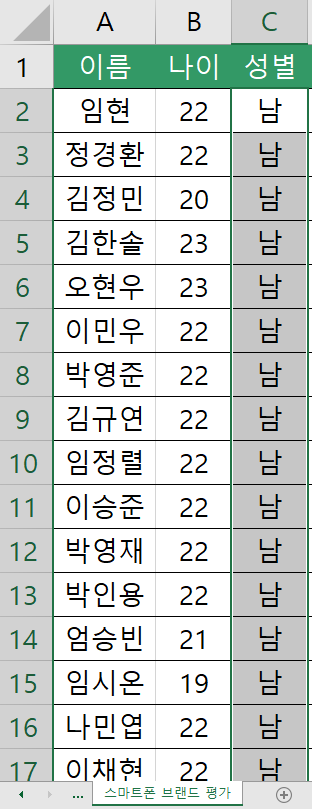 A B C
1 이름 나이 성별
2 임현 22 남
3 정경환 22 남
4 김정민 20 남
5 김한솔 23 남
6 오현우 23 남
7 이민우 22 남
8 박영준 22 남
9 김규연 22 남
10 임정렬 22 남
11 이승준 22 남
12 박영재 22 남
13 박인용 22 남
14 엄승빈 21 남
15 임시온 19 남
16 나민엽 22 남
17 이채현 22 남
... 스마트폰 브랜드 평가